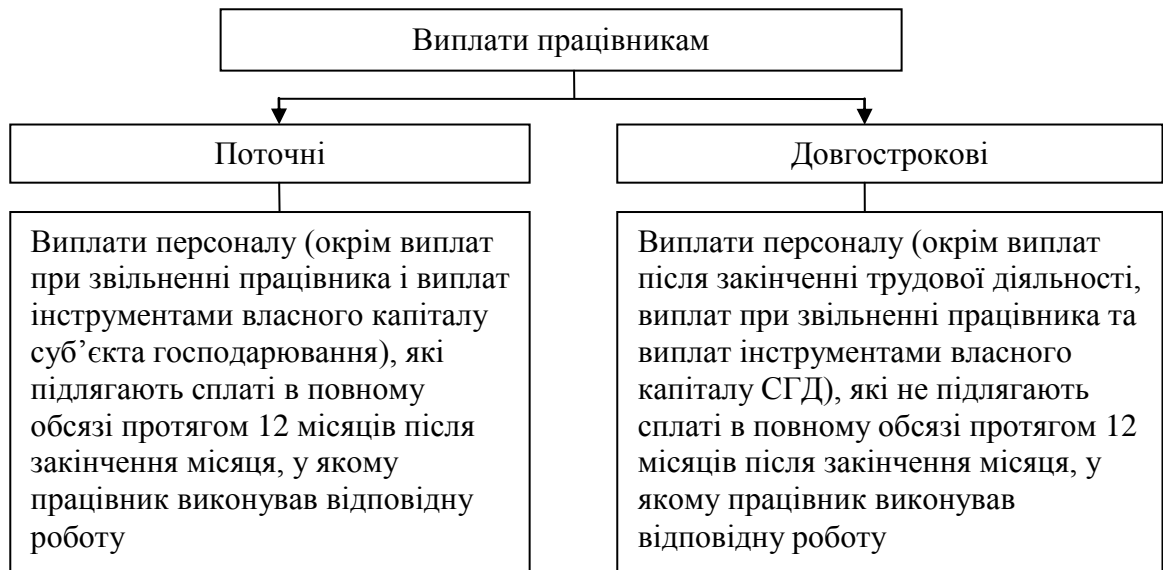 Виплати працівникам
Поточні
Довгострокові
Виплати персоналу (окрім виплат
при звільненні працівника і виплат
інструментами власного капіталу
суб’єкта господарювання), які
підлягають сплаті в повному
обсязі протягом 12 місяців після
закінчення місяця, у якому
працівник виконував відповідну
роботу
Виплати персоналу (окрім виплат
після закінченні трудової діяльності,
виплат при звільненні працівника та
виплат інструментами власного
капіталу СГД), які не підлягають
сплаті в повному обсязі протягом 12
місяців після закінчення місяця, у
якому працівник виконував
відповідну роботу